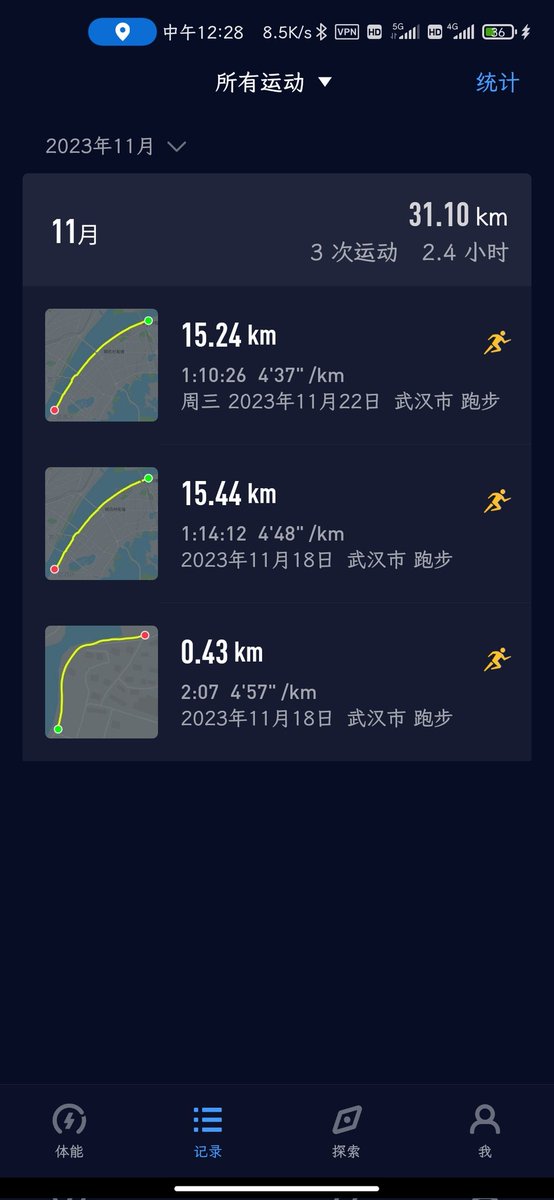 中午12:28 8.5K/s VPN HD 5G HD 4G 36
所有运动 统计
2023年11月
11月
31.10 km
3 次运动 2.4 小时
15.24 km
1:10:26 4'37" /km
周三 2023年11月22日 武汉市 跑步
15.44 km
1:14:12 4'48" /km
2023年11月18日 武汉市 跑步
0.43 km
2:07 4'57" /km
2023年11月18日 武汉市 跑步
体能 记录 探索 我